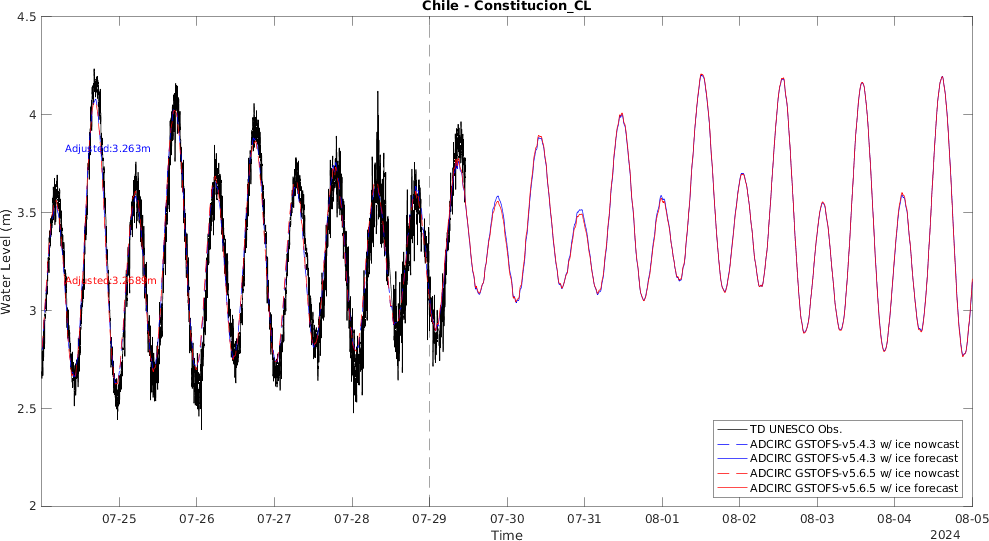 Chile - Constitucion_CL
4.5
4
3.5
3
2.5
2
Water Level (m)
Adjusted:3.263m
Adjusted:3.2589m
TD UNESCO Obs.
ADCIRC GSTOFS-v5.4.3 w/ ice nowcast
ADCIRC GSTOFS-v5.4.3 w/ ice forecast
ADCIRC GSTOFS-v5.6.5 w/ ice nowcast
ADCIRC GSTOFS-v5.6.5 w/ ice forecast
07-25 07-26 07-27 07-28 07-29 07-30 07-31 08-01 08-02 08-03 08-04 08-05
Time
2024